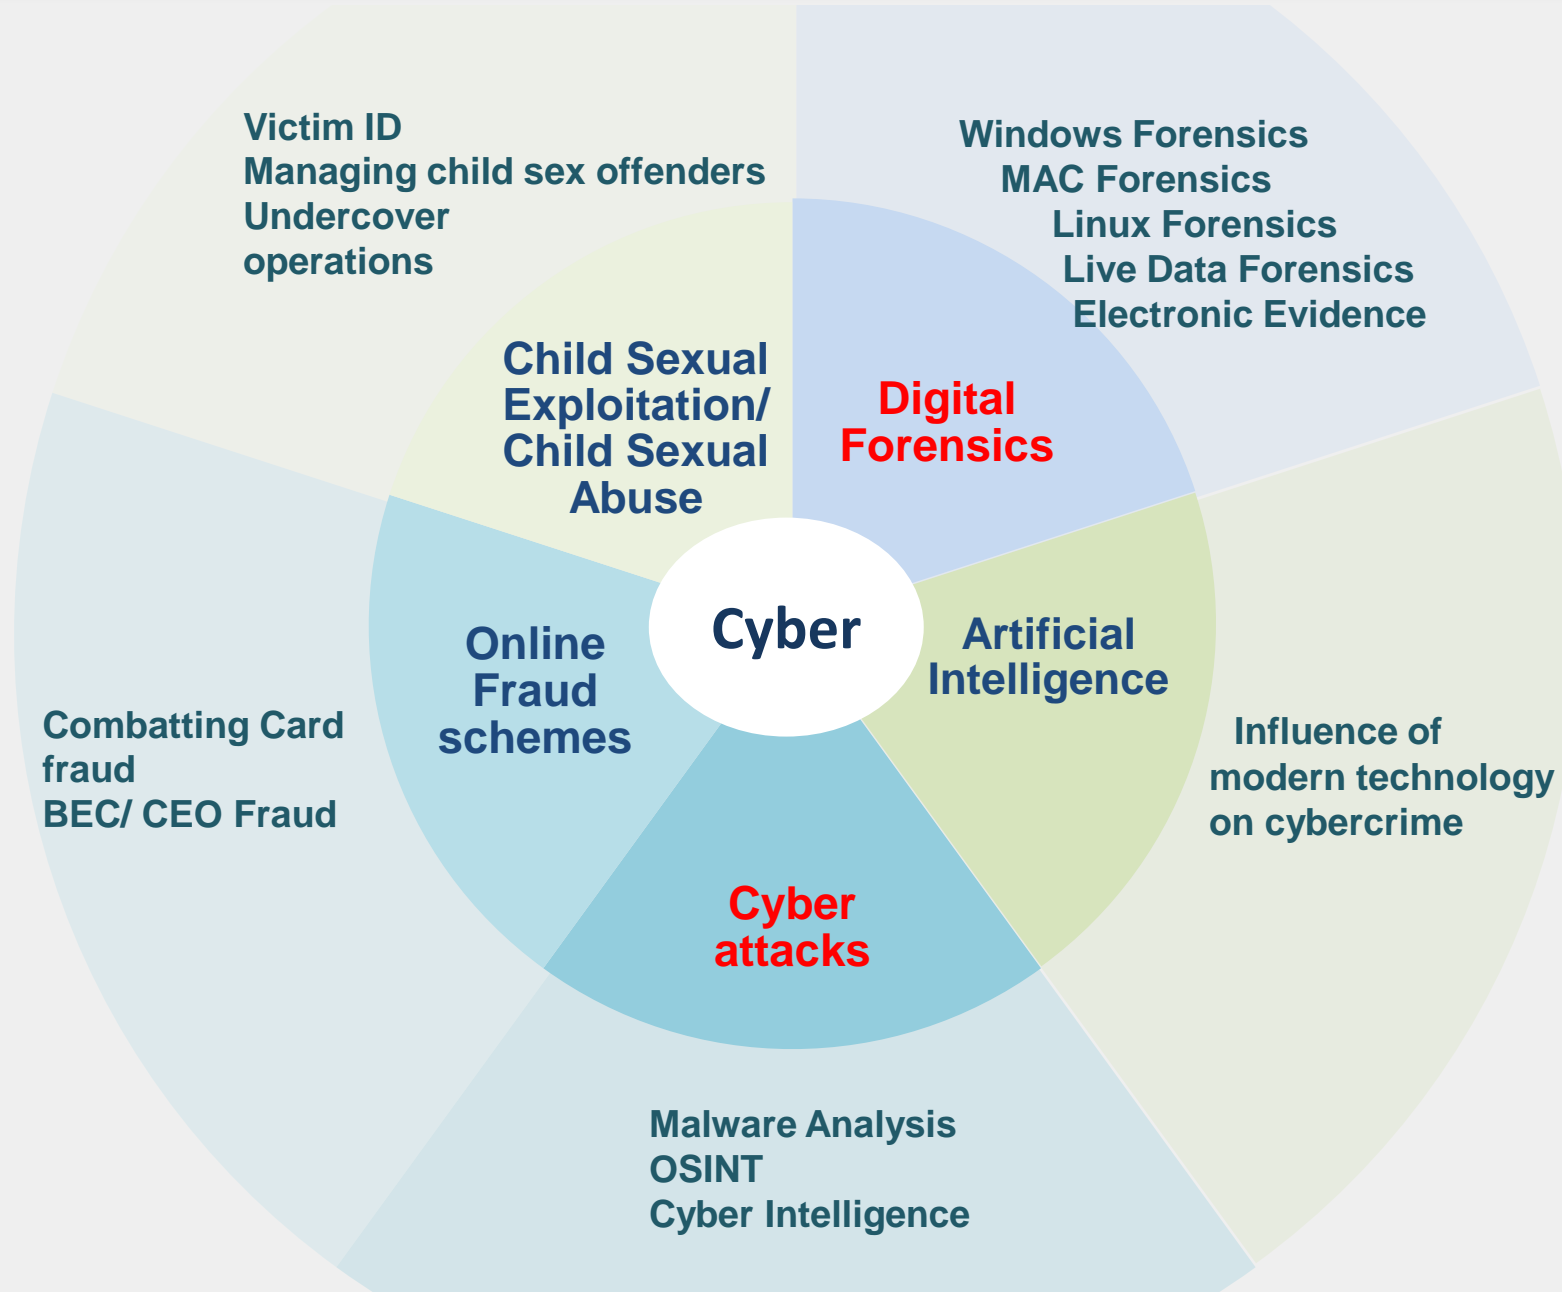 Victim ID
Managing child sex offenders
Undercover
operations
Windows Forensics
MAC Forensics
Linux Forensics
Live Data Forensics
Electronic Evidence
Child Sexual
Exploitation/
Child Sexual
Abuse
Digital
Forensics
Cyber
Online
Fraud
schemes
Artificial
Intelligence
Combatting Card
fraud
BEC/ CEO Fraud
Influence of
modern technology
on cybercrime
Cyber
attacks
Malware Analysis
OSINT
Cyber Intelligence